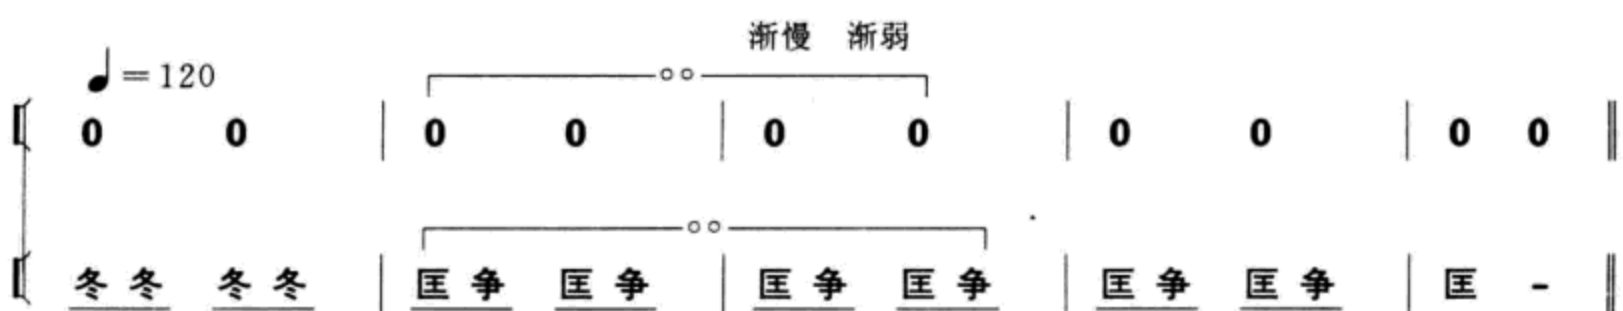 渐慢 渐弱
♩=120
0 0 | 0 0 | 0 0 | 0 0 | 0 0 ‖
冬 冬 冬 冬 | 匡 争 匡 争 | 匡 争 匡 争 | 匡 争 匡 争 | 匡 - ‖